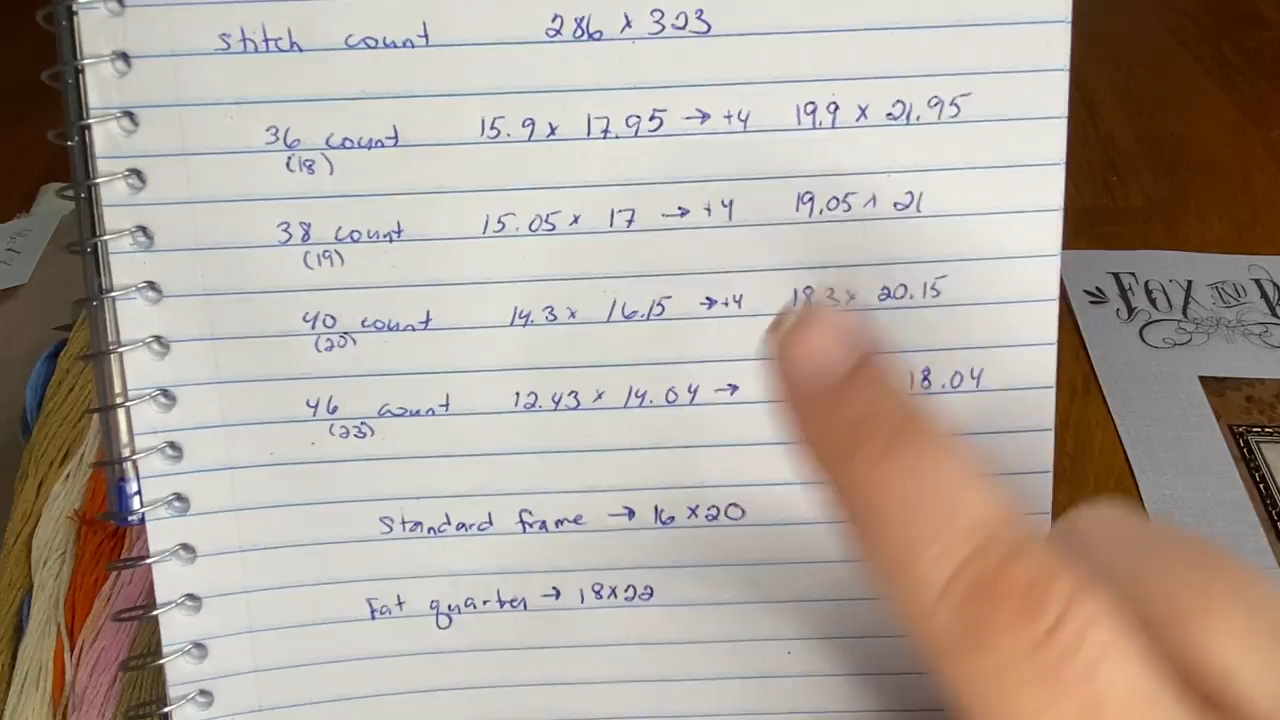 stitch count 286 x 323
36 count 15.9 x 17.95 → +4 19.9 x 21.95
(18)
38 count 15.05 x 17 → +4 19.05 x 21
(19)
40 count 14.3 x 16.15 → +4 18.3 x 20.15
(20)
46 count 12.43 x 14.04 → 18.04
(23)
Standard frame → 16 x 20
Fat quarter → 18 x 22
FOX AND